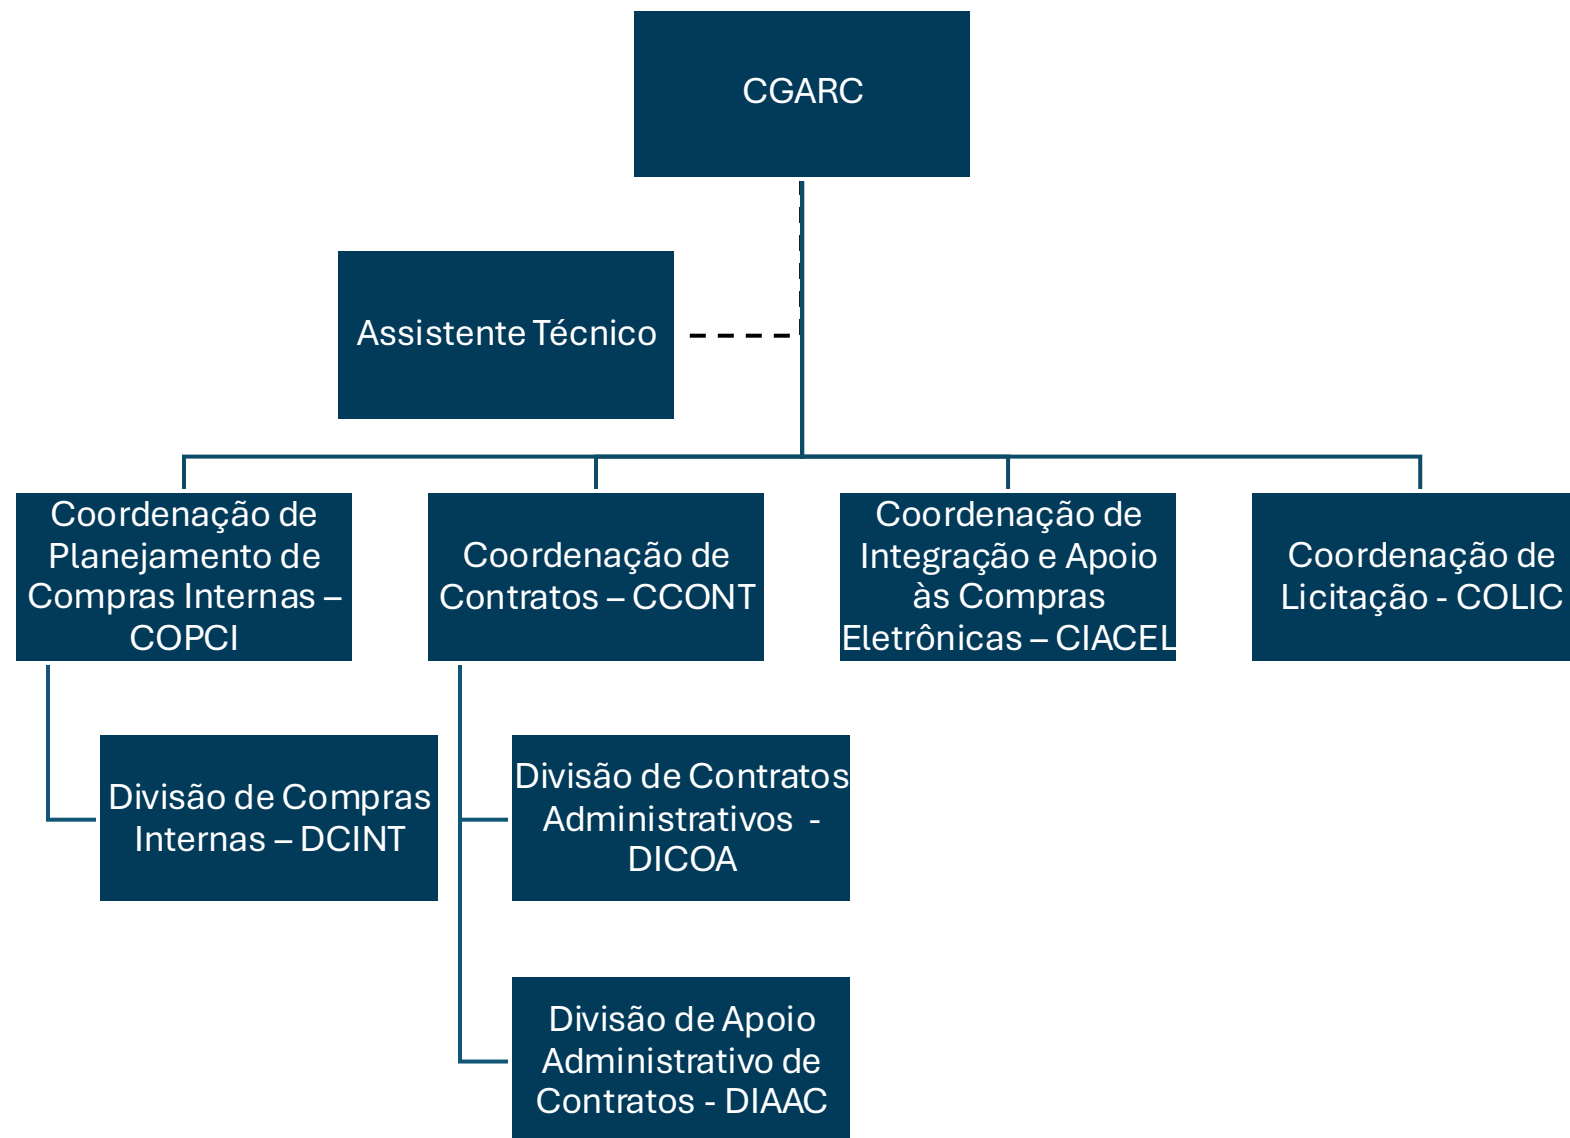 CGARC
Assistente Técnico
Coordenação de
Planejamento de
Compras Internas –
COPCI
Coordenação de
Contratos – CCONT
Coordenação de
Integração e Apoio
às Compras
Eletrônicas – CIACEL
Coordenação de
Licitação - COLIC
Divisão de Compras
Internas – DCINT
Divisão de Contratos
Administrativos -
DICOA
Divisão de Apoio
Administrativo de
Contratos - DIAAC